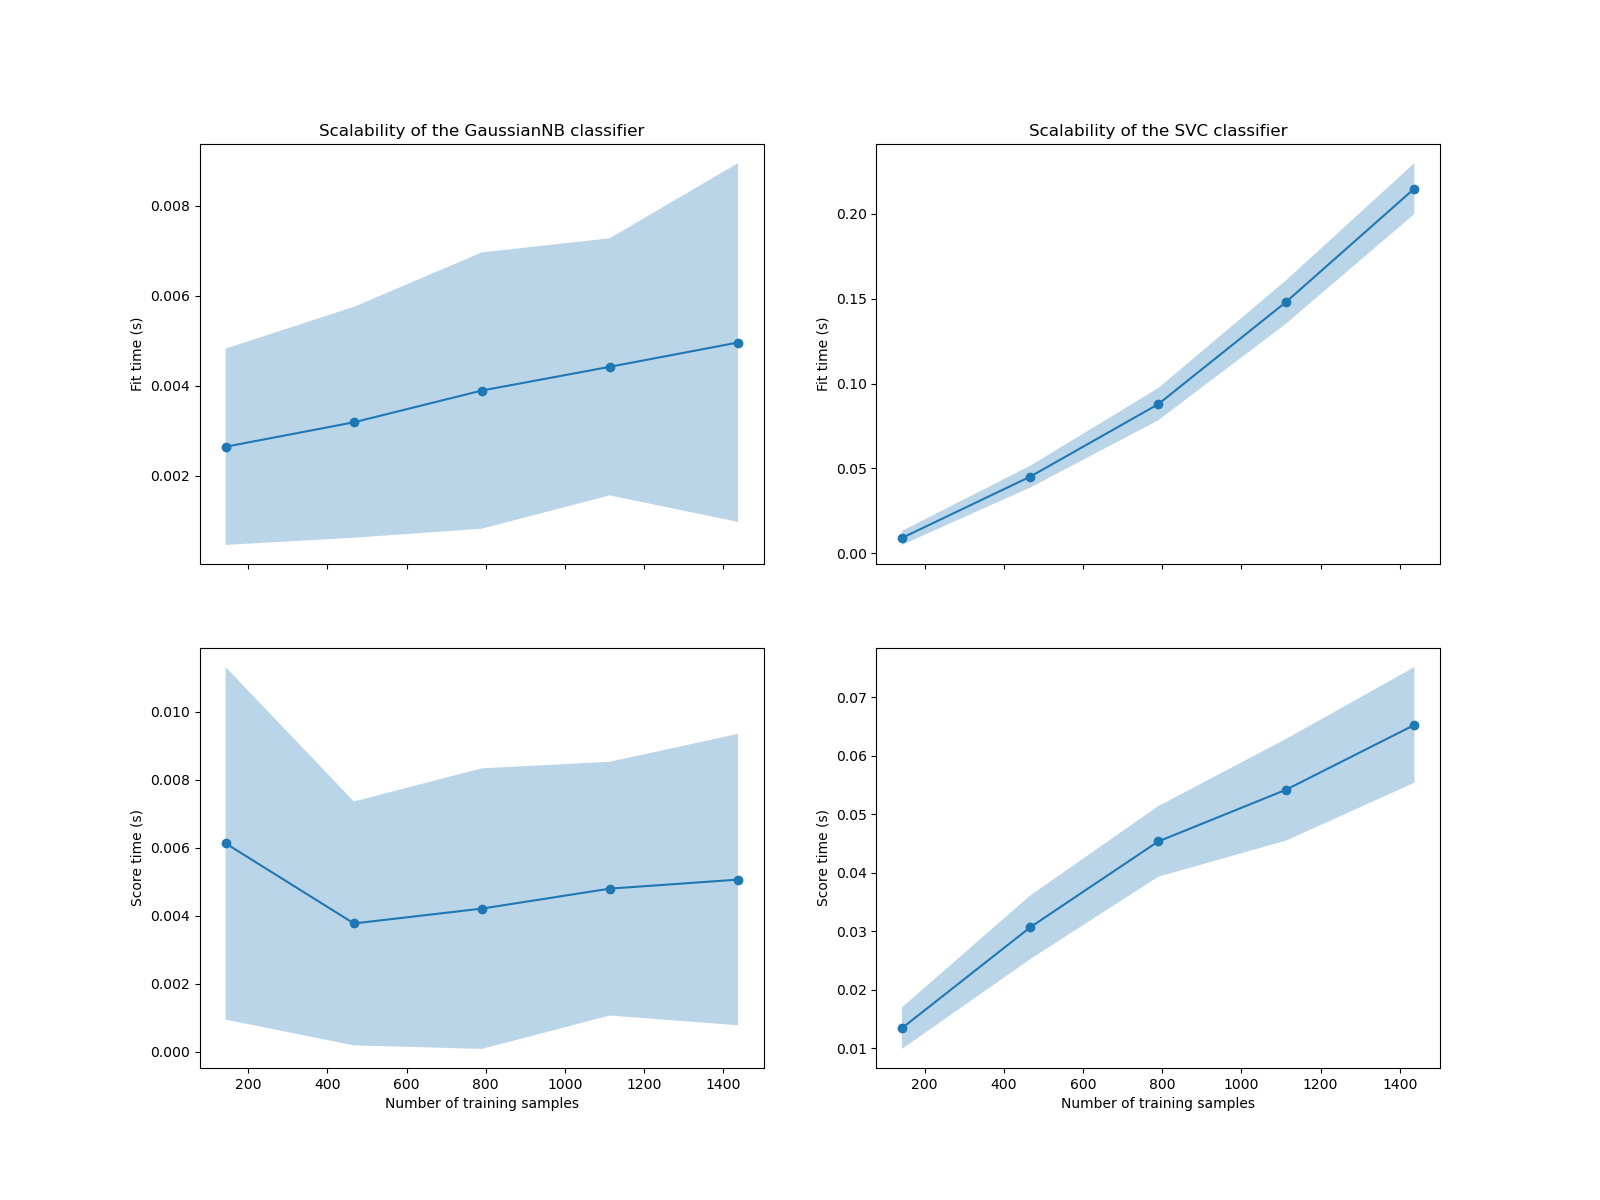 Scalability of the GaussianNB classifier
0.008
0.006
0.004
0.002
Fit time (s)
Scalability of the SVC classifier
0.20
0.15
0.10
0.05
0.00
Fit time (s)
0.010
0.008
0.006
0.004
0.002
0.000
Score time (s)
200 400 600 800 1000 1200 1400
Number of training samples
0.07
0.06
0.05
0.04
0.03
0.02
0.01
Score time (s)
200 400 600 800 1000 1200 1400
Number of training samples